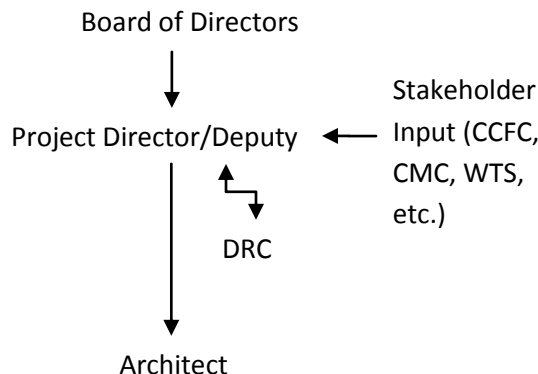 Board of Directors
Project Director/Deputy
Stakeholder
Input (CCFC,
CMC, WTS,
etc.)
DRC
Architect